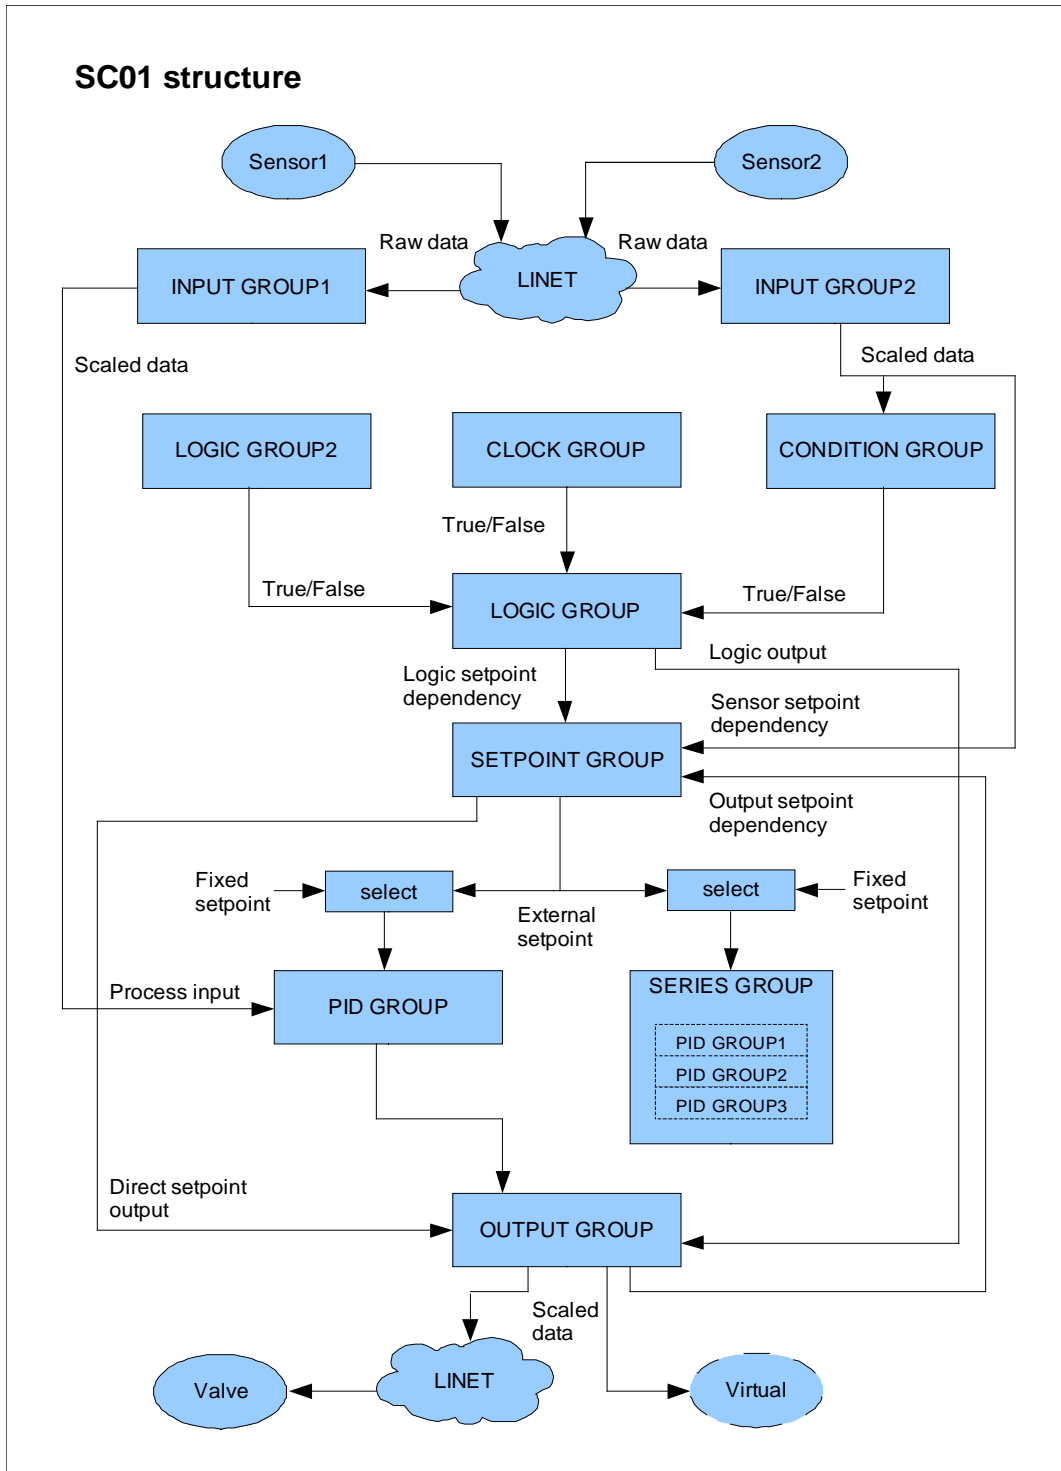 SC01 structure
Sensor1
Sensor2
Raw data
Raw data
LINET
INPUT GROUP1
INPUT GROUP2
Scaled data
Scaled data
LOGIC GROUP2
CLOCK GROUP
CONDITION GROUP
True/False
True/False
True/False
LOGIC GROUP
Logic output
Logic setpoint
dependency
Sensor setpoint
dependency
SETPOINT GROUP
Output setpoint
dependency
Fixed
setpoint
select
External
setpoint
select
Fixed
setpoint
Process input
PID GROUP
SERIES GROUP
PID GROUP1
PID GROUP2
PID GROUP3
Direct setpoint
output
OUTPUT GROUP
Scaled
data
Valve
LINET
Virtual